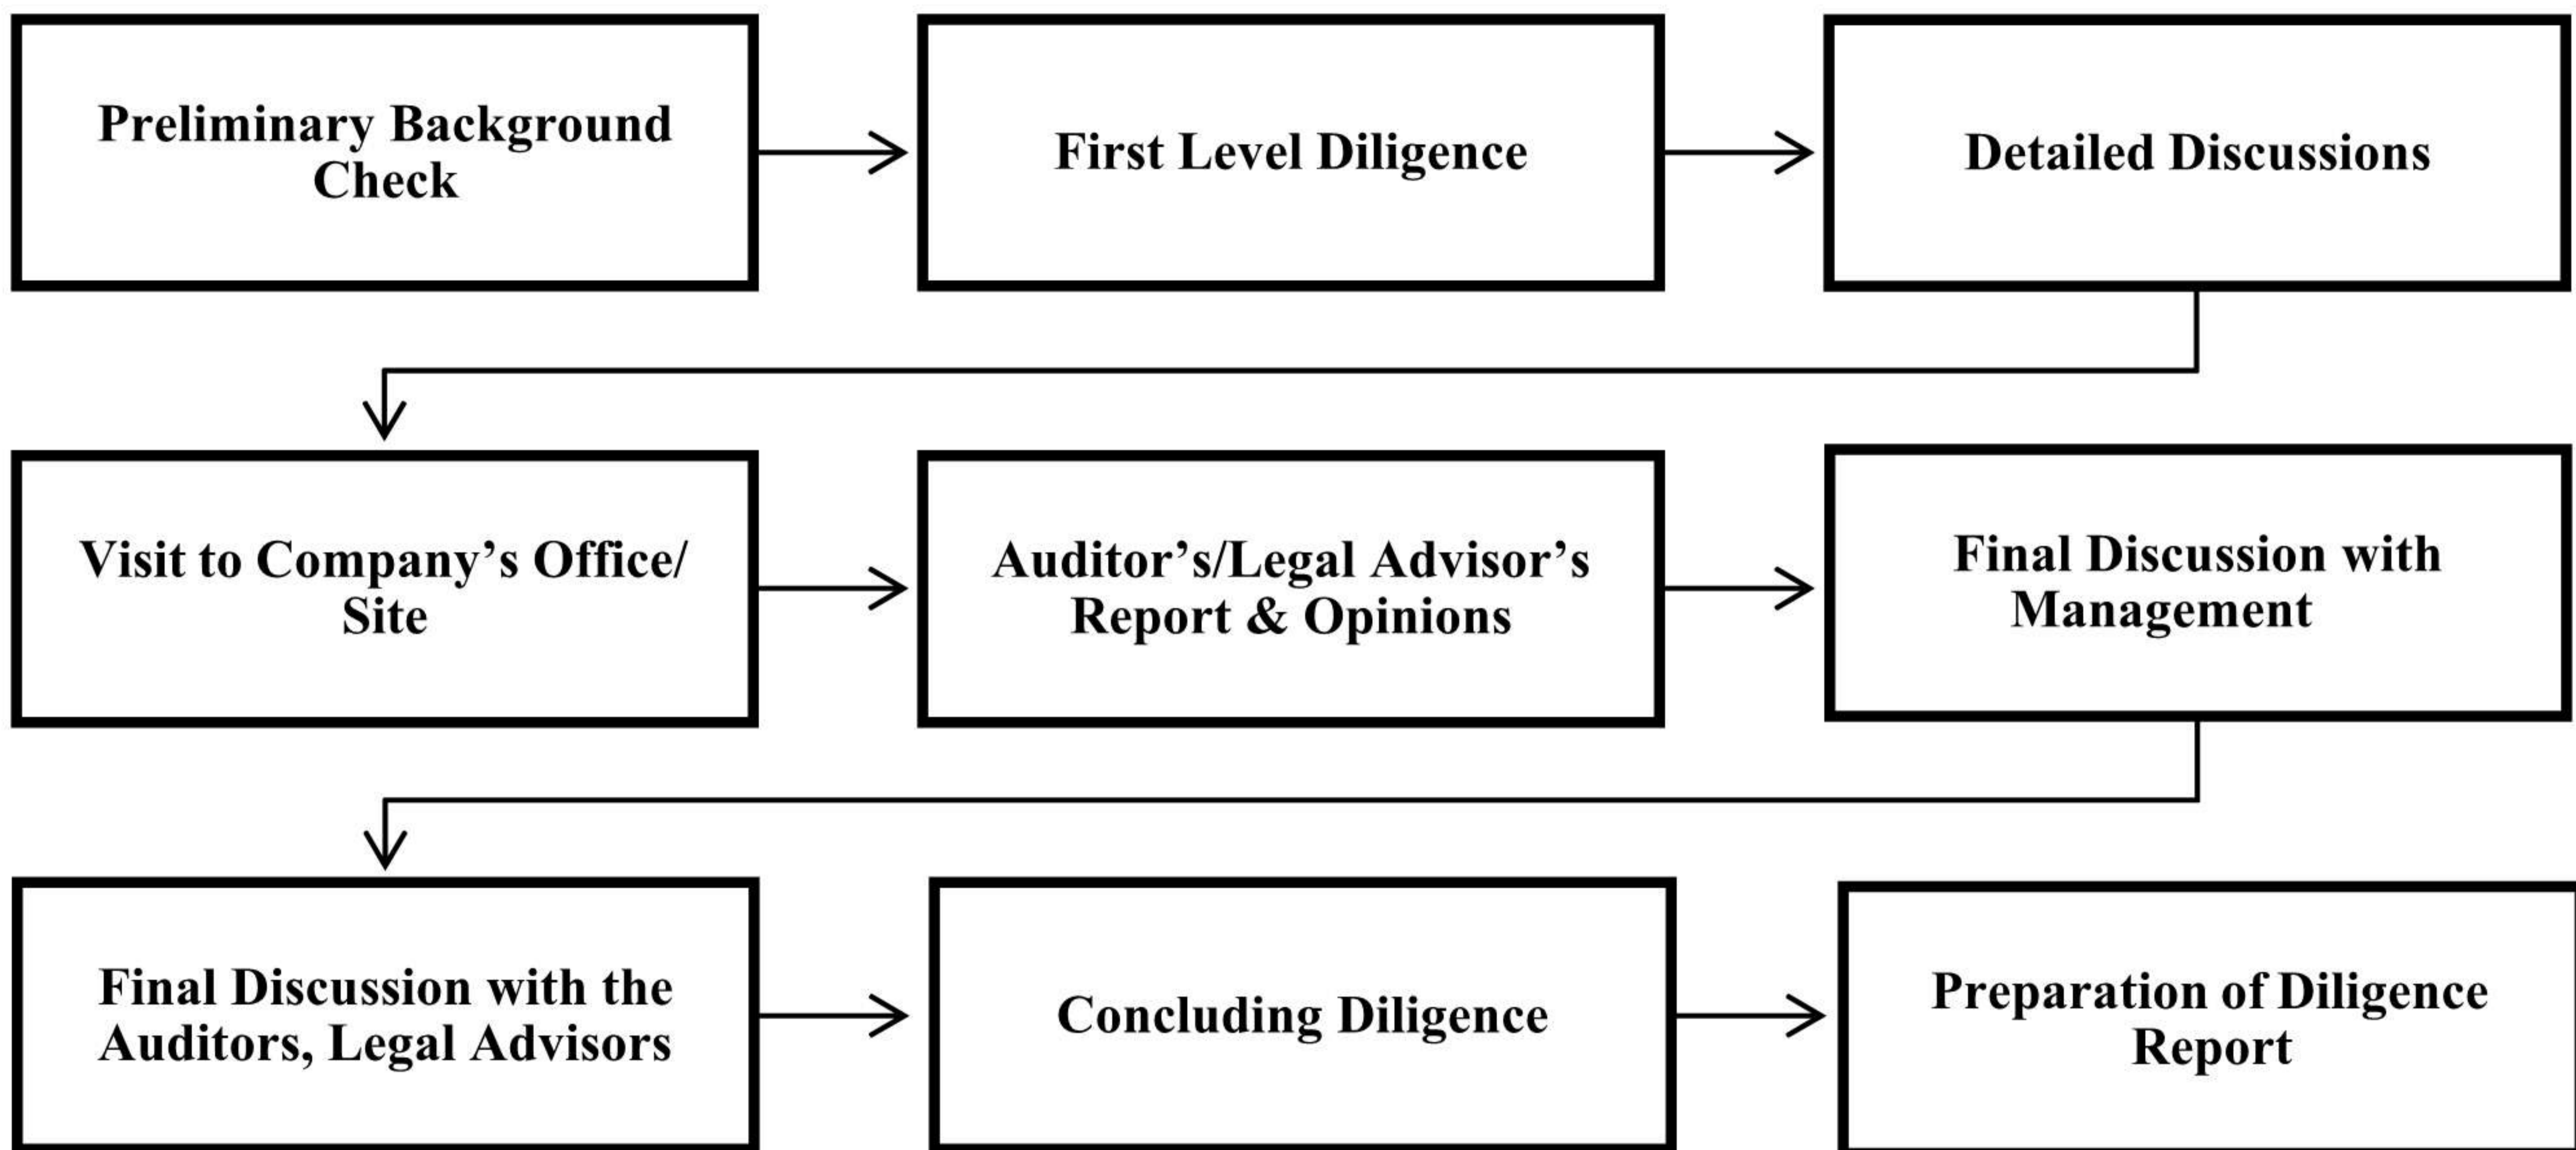 Preliminary Background
Check
First Level Diligence
Detailed Discussions
Visit to Company’s Office/
Site
Auditor’s/Legal Advisor’s
Report & Opinions
Final Discussion with
Management
Final Discussion with the
Auditors, Legal Advisors
Concluding Diligence
Preparation of Diligence
Report